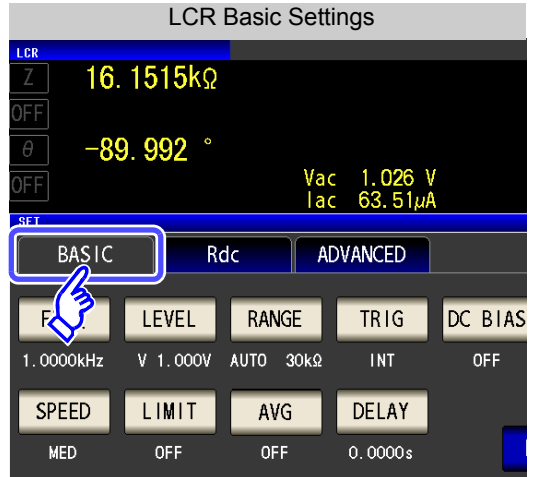 LCR Basic Settings
LCR
Z 16.1515kΩ
OFF
θ -89.992 °
OFF
Vac 1.026 V
Iac 63.51μA
SET
BASIC Rdc ADVANCED
LEVEL RANGE TRIG DC BIAS
1.0000kHz V 1.000V AUTO 30kΩ INT OFF
SPEED LIMIT AVG DELAY
MED OFF OFF 0.0000s